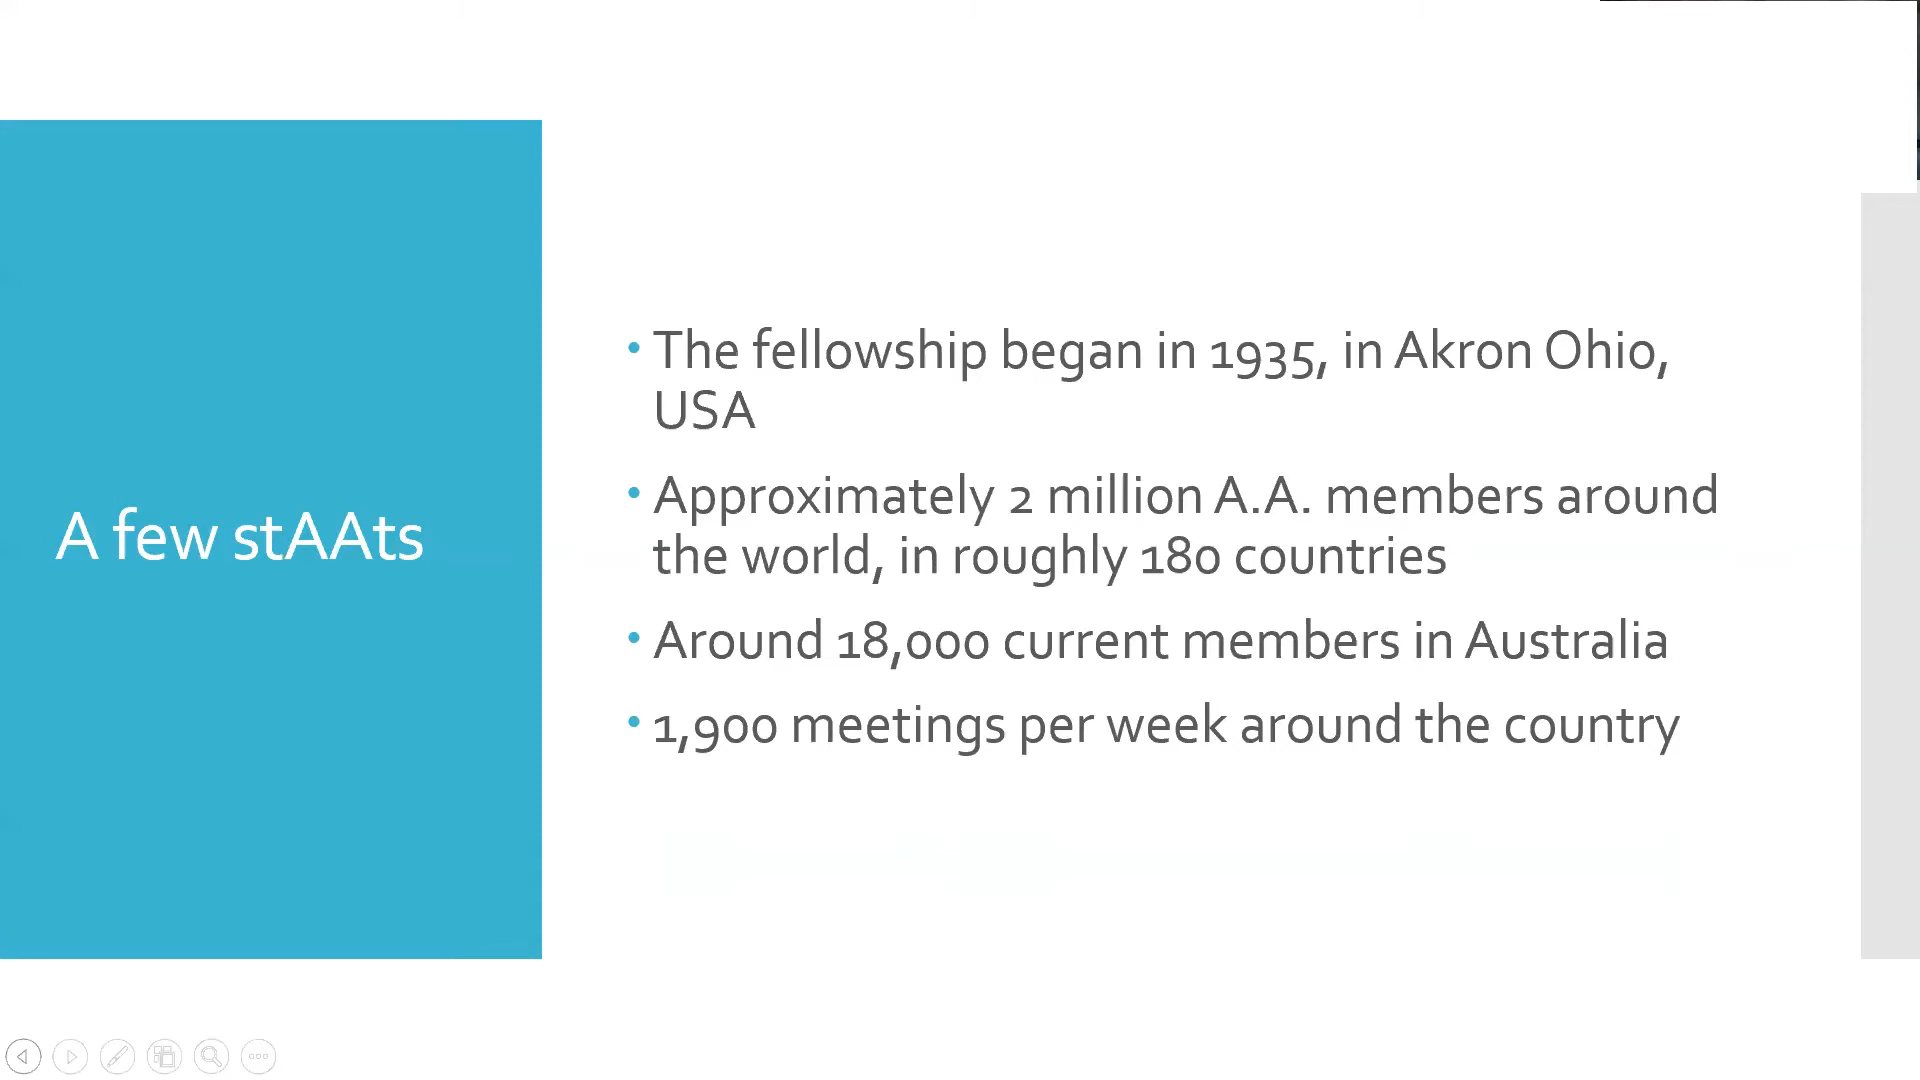 A few stAAts
• The fellowship began in 1935, in Akron Ohio,
USA
• Approximately 2 million A.A. members around
the world, in roughly 180 countries
• Around 18,000 current members in Australia
• 1,900 meetings per week around the country